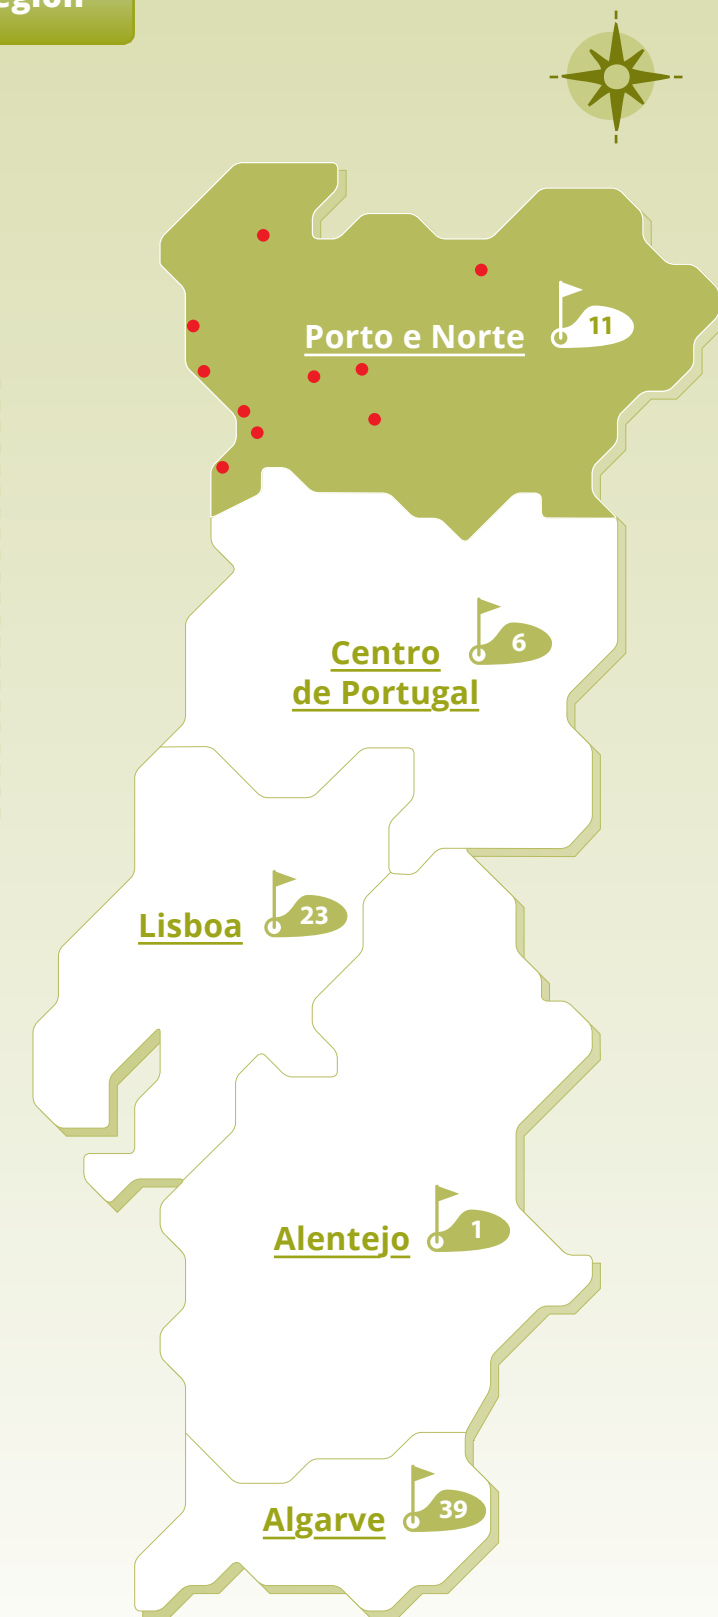 Porto e Norte
11
Centro
de Portugal
6
Lisboa
23
Alentejo
1
Algarve
39